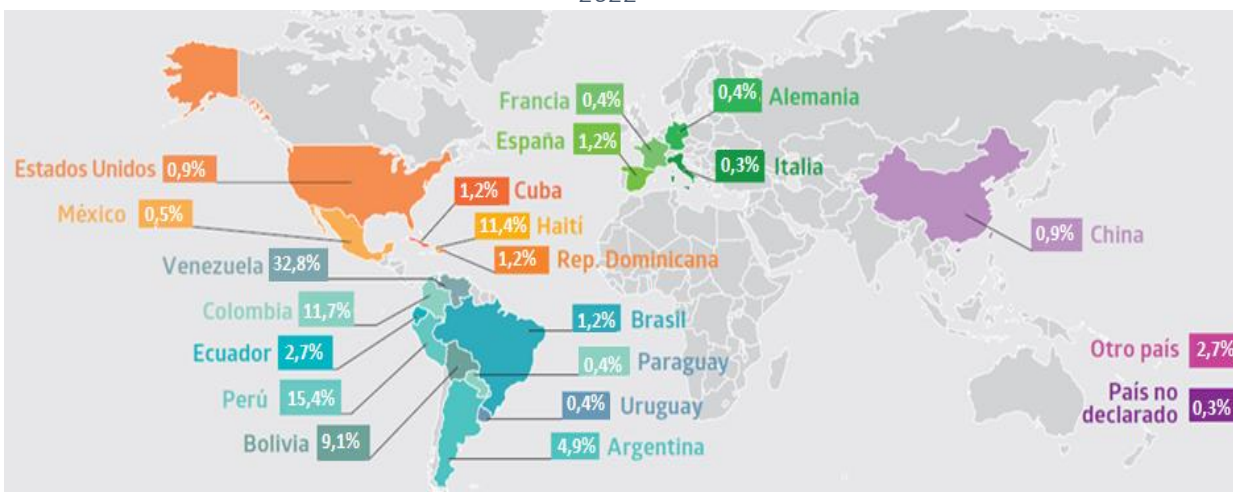 2022
Francia 0,4%
0,4% Alemania
España 1,2%
0,3% Italia
Estados Unidos 0,9%
México 0,5%
1,2% Cuba
11,4% Haití
1,2% Rep. Dominicana
0,9% China
Venezuela 32,8%
Colombia 11,7%
Ecuador 2,7%
Perú 15,4%
Bolivia 9,1%
1,2% Brasil
0,4% Paraguay
0,4% Uruguay
4,9% Argentina
Otro país 2,7%
País no
declarado 0,3%